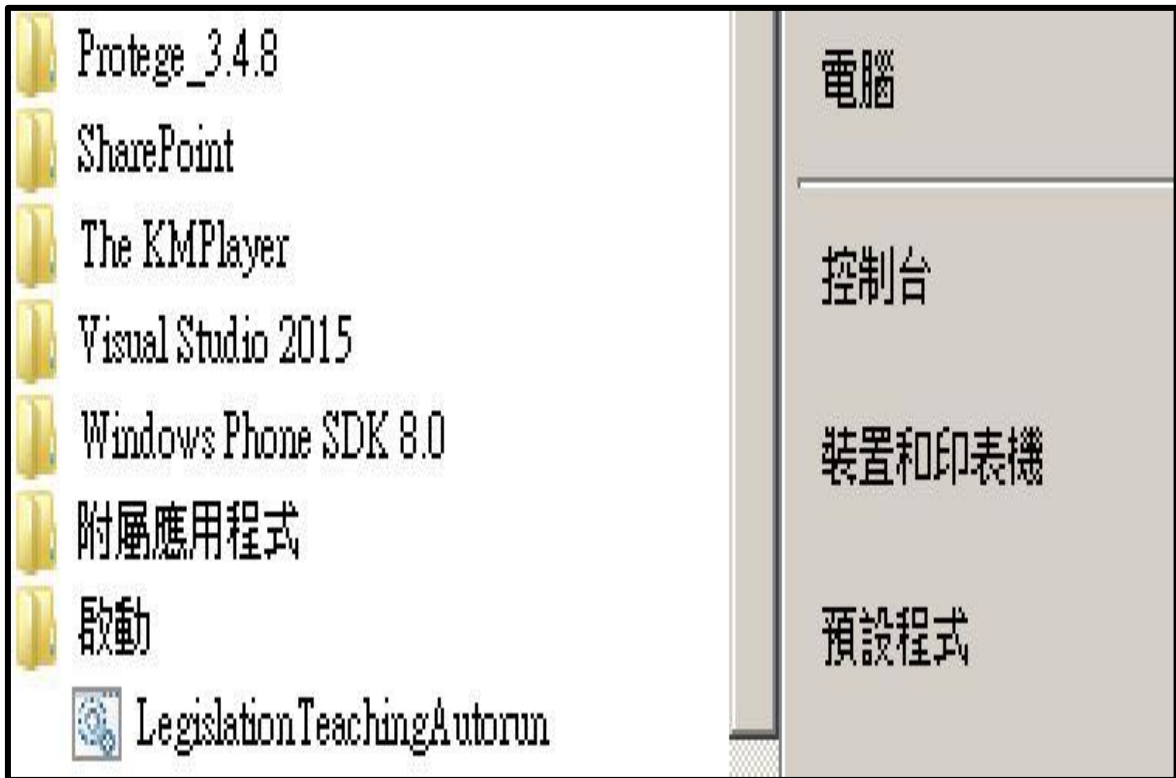 Protege_3.4.8
SharePoint
The KMPlayer
Visual Studio 2015
Windows Phone SDK 8.0
附屬應用程式
啟動
LegislationTeachingAutorun
電腦
控制台
裝置和印表機
預設程式